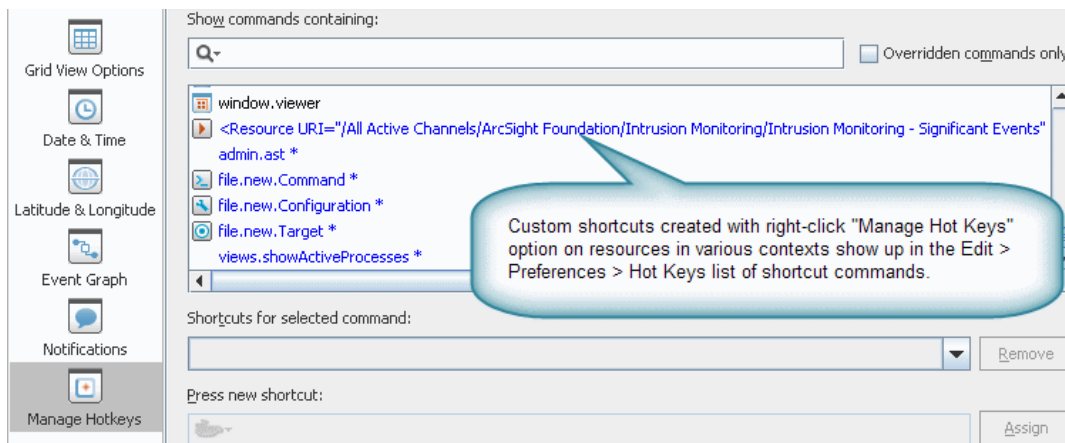 Show commands containing:
Overridden commands only
Grid View Options
Date & Time
Latitude & Longitude
Event Graph
Notifications
Manage Hotkeys
window.viewer
<Resource URI="/All Active Channels/ArcSight Foundation/Intrusion Monitoring/Intrusion Monitoring - Significant Events"
admin.ast *
file.new.Command *
file.new.Configuration *
file.new.Target *
views.showActiveProcesses *
Custom shortcuts created with right-click "Manage Hot Keys"
option on resources in various contexts show up in the Edit >
Preferences > Hot Keys list of shortcut commands.
Shortcuts for selected command:
Remove
Press new shortcut:
Assign